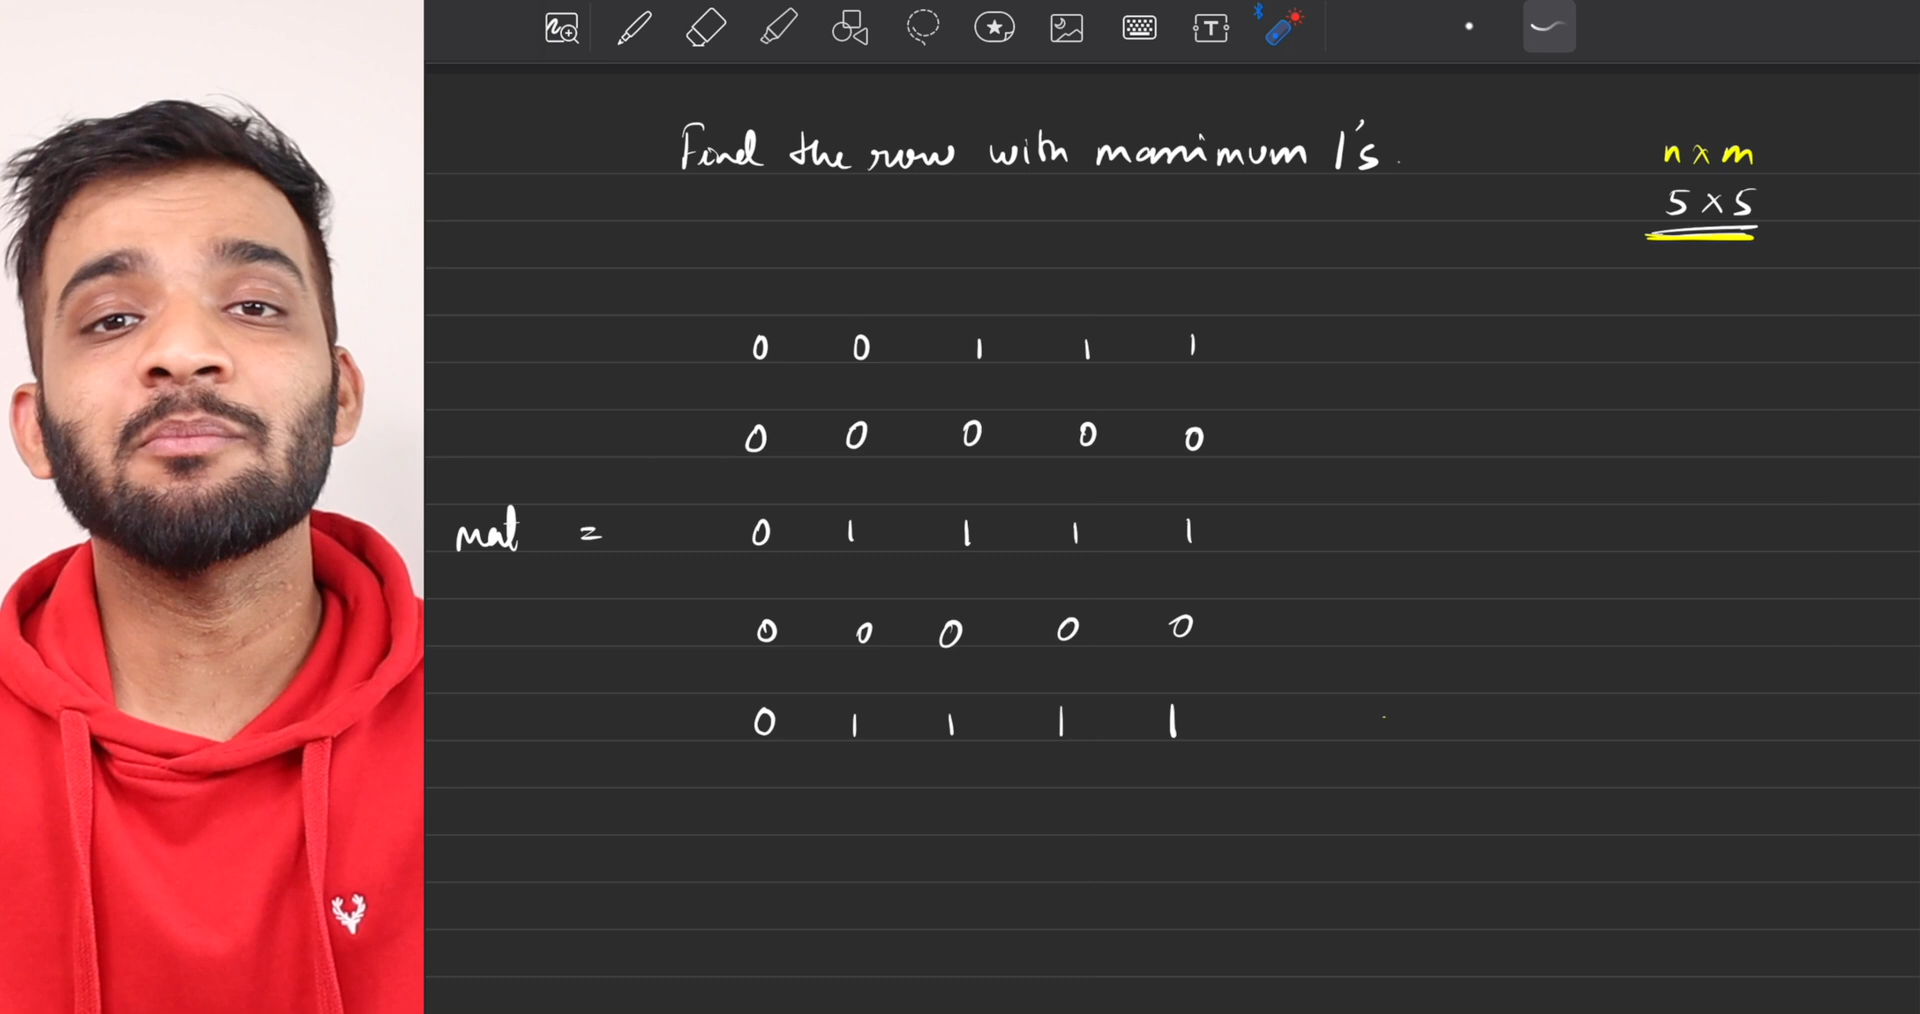 Find the row with maximum 1's.
n x m
5 x 5
0 0 1 1 1
0 0 0 0 0
mat = 0 1 1 1 1
0 0 0 0 0
0 1 1 1 1